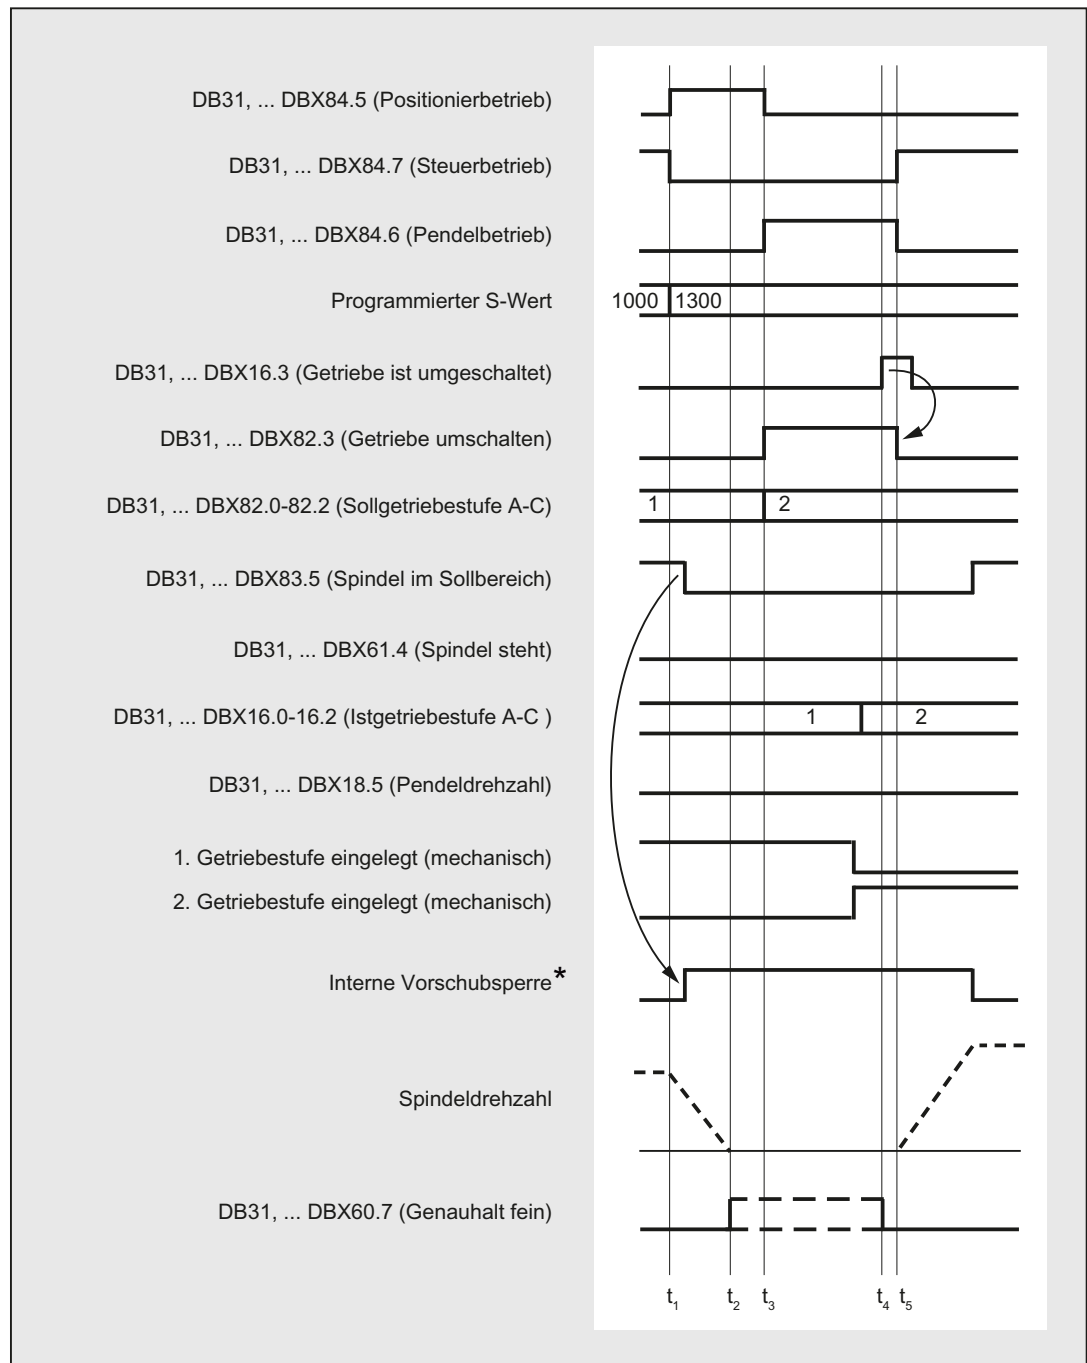 DB31, ... DBX84.5 (Positionierbetrieb)
DB31, ... DBX84.7 (Steuerbetrieb)
DB31, ... DBX84.6 (Pendelbetrieb)
Programmierter S-Wert 1000 1300
DB31, ... DBX16.3 (Getriebe ist umgeschaltet)
DB31, ... DBX82.3 (Getriebe umschalten)
DB31, ... DBX82.0-82.2 (Sollgetriebestufe A-C) 1 2
DB31, ... DBX83.5 (Spindel im Sollbereich)
DB31, ... DBX61.4 (Spindel steht)
DB31, ... DBX16.0-16.2 (Istgetriebestufe A-C ) 1 2
DB31, ... DBX18.5 (Pendeldrehzahl)
1. Getriebestufe eingelegt (mechanisch)
2. Getriebestufe eingelegt (mechanisch)
Interne Vorschubsperre*
Spindeldrehzahl
DB31, ... DBX60.7 (Genauhalt fein)
t1 t2 t3 t4 t5